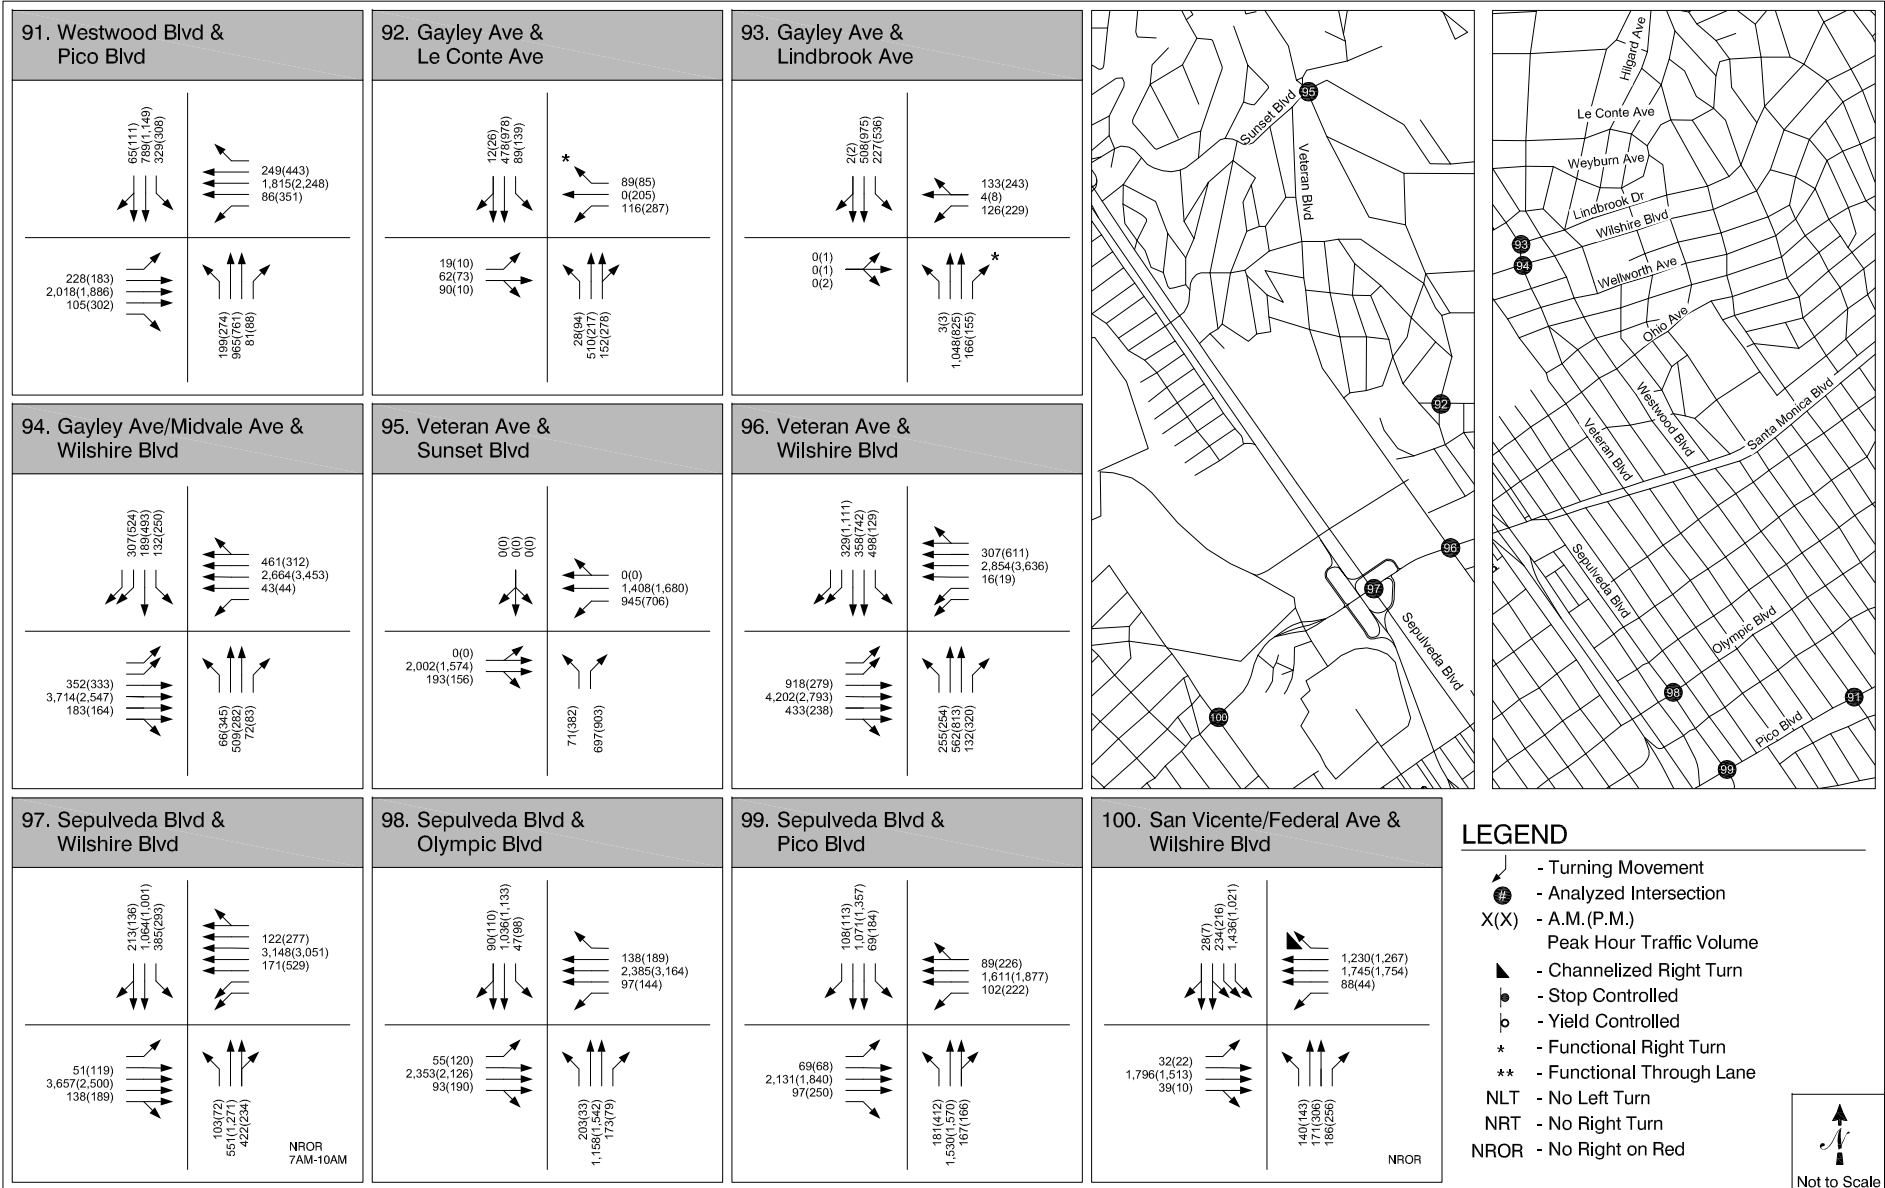 91. Westwood Blvd &
Pico Blvd
65(11)
789(1,149)
329(308)
249(443)
1,815(2,248)
86(351)
228(183)
2,018(1,886)
105(302)
199(274)
965(761)
81(88)
92. Gayley Ave &
Le Conte Ave
12(26)
478(978)
89(139)
*
89(85)
0(205)
116(287)
19(10)
62(73)
90(10)
28(94)
510(217)
152(278)
93. Gayley Ave &
Lindbrook Ave
2(2)
508(975)
227(536)
133(243)
4(8)
126(229)
0(1)
0(1)
0(2)
*
3(3)
1,048(825)
166(155)
94. Gayley Ave/Midvale Ave &
Wilshire Blvd
307(524)
189(493)
132(250)
461(312)
2,664(3,453)
43(44)
352(333)
3,714(2,547)
183(164)
66(345)
509(282)
72(83)
95. Veteran Ave &
Sunset Blvd
0(0)
0(0)
0(0)
0(0)
1,408(1,680)
945(706)
0(0)
2,002(1,574)
193(156)
71(382)
697(903)
96. Veteran Ave &
Wilshire Blvd
329(1,111)
358(742)
498(129)
307(611)
2,854(3,636)
16(19)
918(279)
4,202(2,793)
433(238)
255(254)
562(813)
132(320)
97. Sepulveda Blvd &
Wilshire Blvd
213(136)
1,064(1,001)
385(293)
122(277)
3,148(3,051)
171(529)
51(119)
3,657(2,500)
138(189)
103(72)
551(1,271)
422(234)
NROR
7AM-10AM
98. Sepulveda Blvd &
Olympic Blvd
90(110)
1,036(1,133)
47(98)
138(189)
2,385(3,164)
97(144)
55(120)
2,353(2,126)
93(190)
203(33)
1,158(1,542)
173(79)
99. Sepulveda Blvd &
Pico Blvd
108(113)
1,071(1,357)
69(184)
89(226)
1,611(1,877)
102(222)
69(68)
2,131(1,840)
97(250)
181(412)
1,530(1,570)
167(166)
100. San Vicente/Federal Ave &
Wilshire Blvd
28(7)
234(216)
1,436(1,021)
1,230(1,267)
1,745(1,754)
88(44)
32(22)
1,796(1,513)
39(10)
140(143)
171(306)
186(256)
NROR
95
Sunset Blvd
Veteran Blvd
92
96
97
Sepulveda Blvd
100
Hilgard Ave
Le Conte Ave
Weyburn Ave
Lindbrook Dr
Wilshire Blvd
93
94
Wellworth Ave
Ohio Ave
Westwood Blvd
Santa Monica Blvd
Veteran Blvd
Sepulveda Blvd
Olympic Blvd
98
91
Pico Blvd
99
LEGEND
- Turning Movement
# - Analyzed Intersection
X(X) - A.M.(P.M.)
Peak Hour Traffic Volume
- Channelized Right Turn
- Stop Controlled
- Yield Controlled
* - Functional Right Turn
** - Functional Through Lane
NLT - No Left Turn
NRT - No Right Turn
NROR - No Right on Red
N
Not to Scale